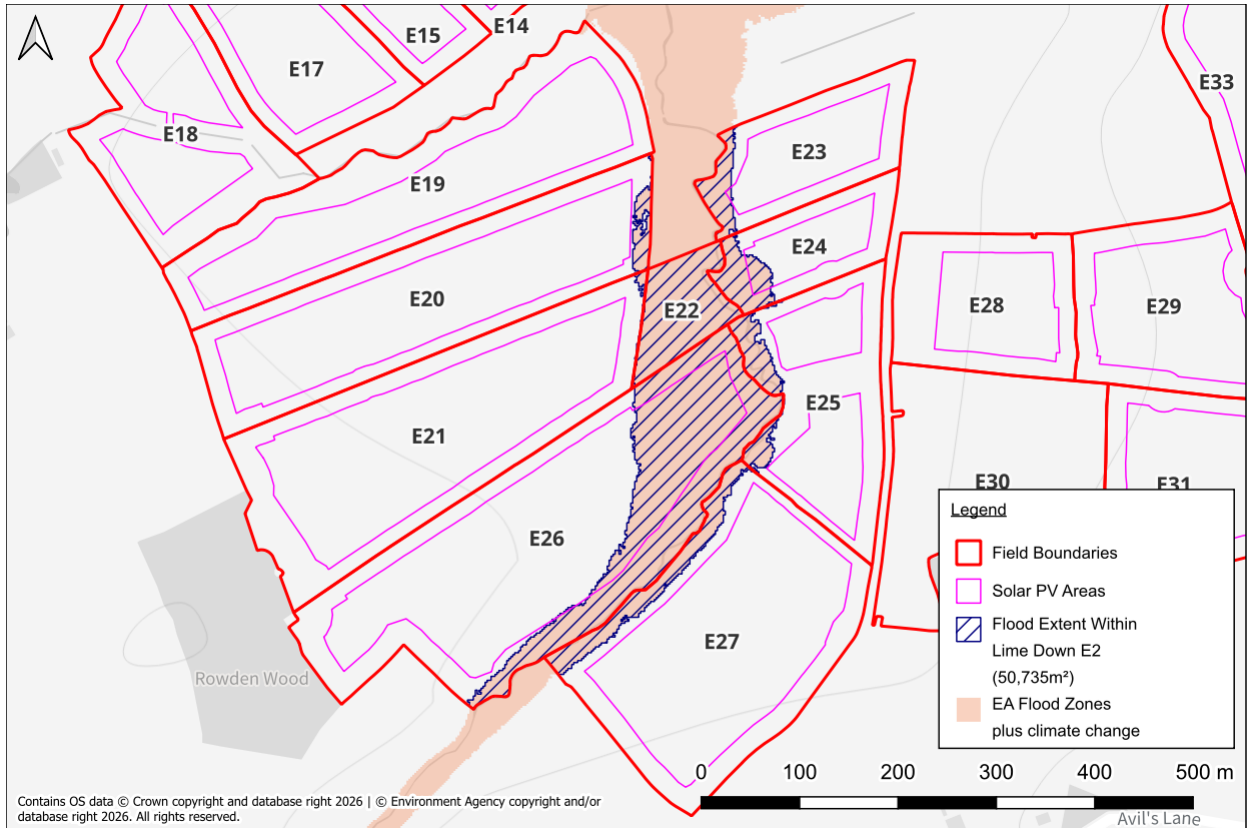 E14
E15
E17
E33
E18
E23
E19
E24
E20
E22
E28
E29
E25
E21
E30
E31
E26
E27
Rowden Wood
Legend
Field Boundaries
Solar PV Areas
Flood Extent Within
Lime Down E2
(50,735m²)
EA Flood Zones
plus climate change
0 100 200 300 400 500 m
Contains OS data © Crown copyright and database right 2026 | © Environment Agency copyright and/or
database right 2026. All rights reserved.
Avil's Lane